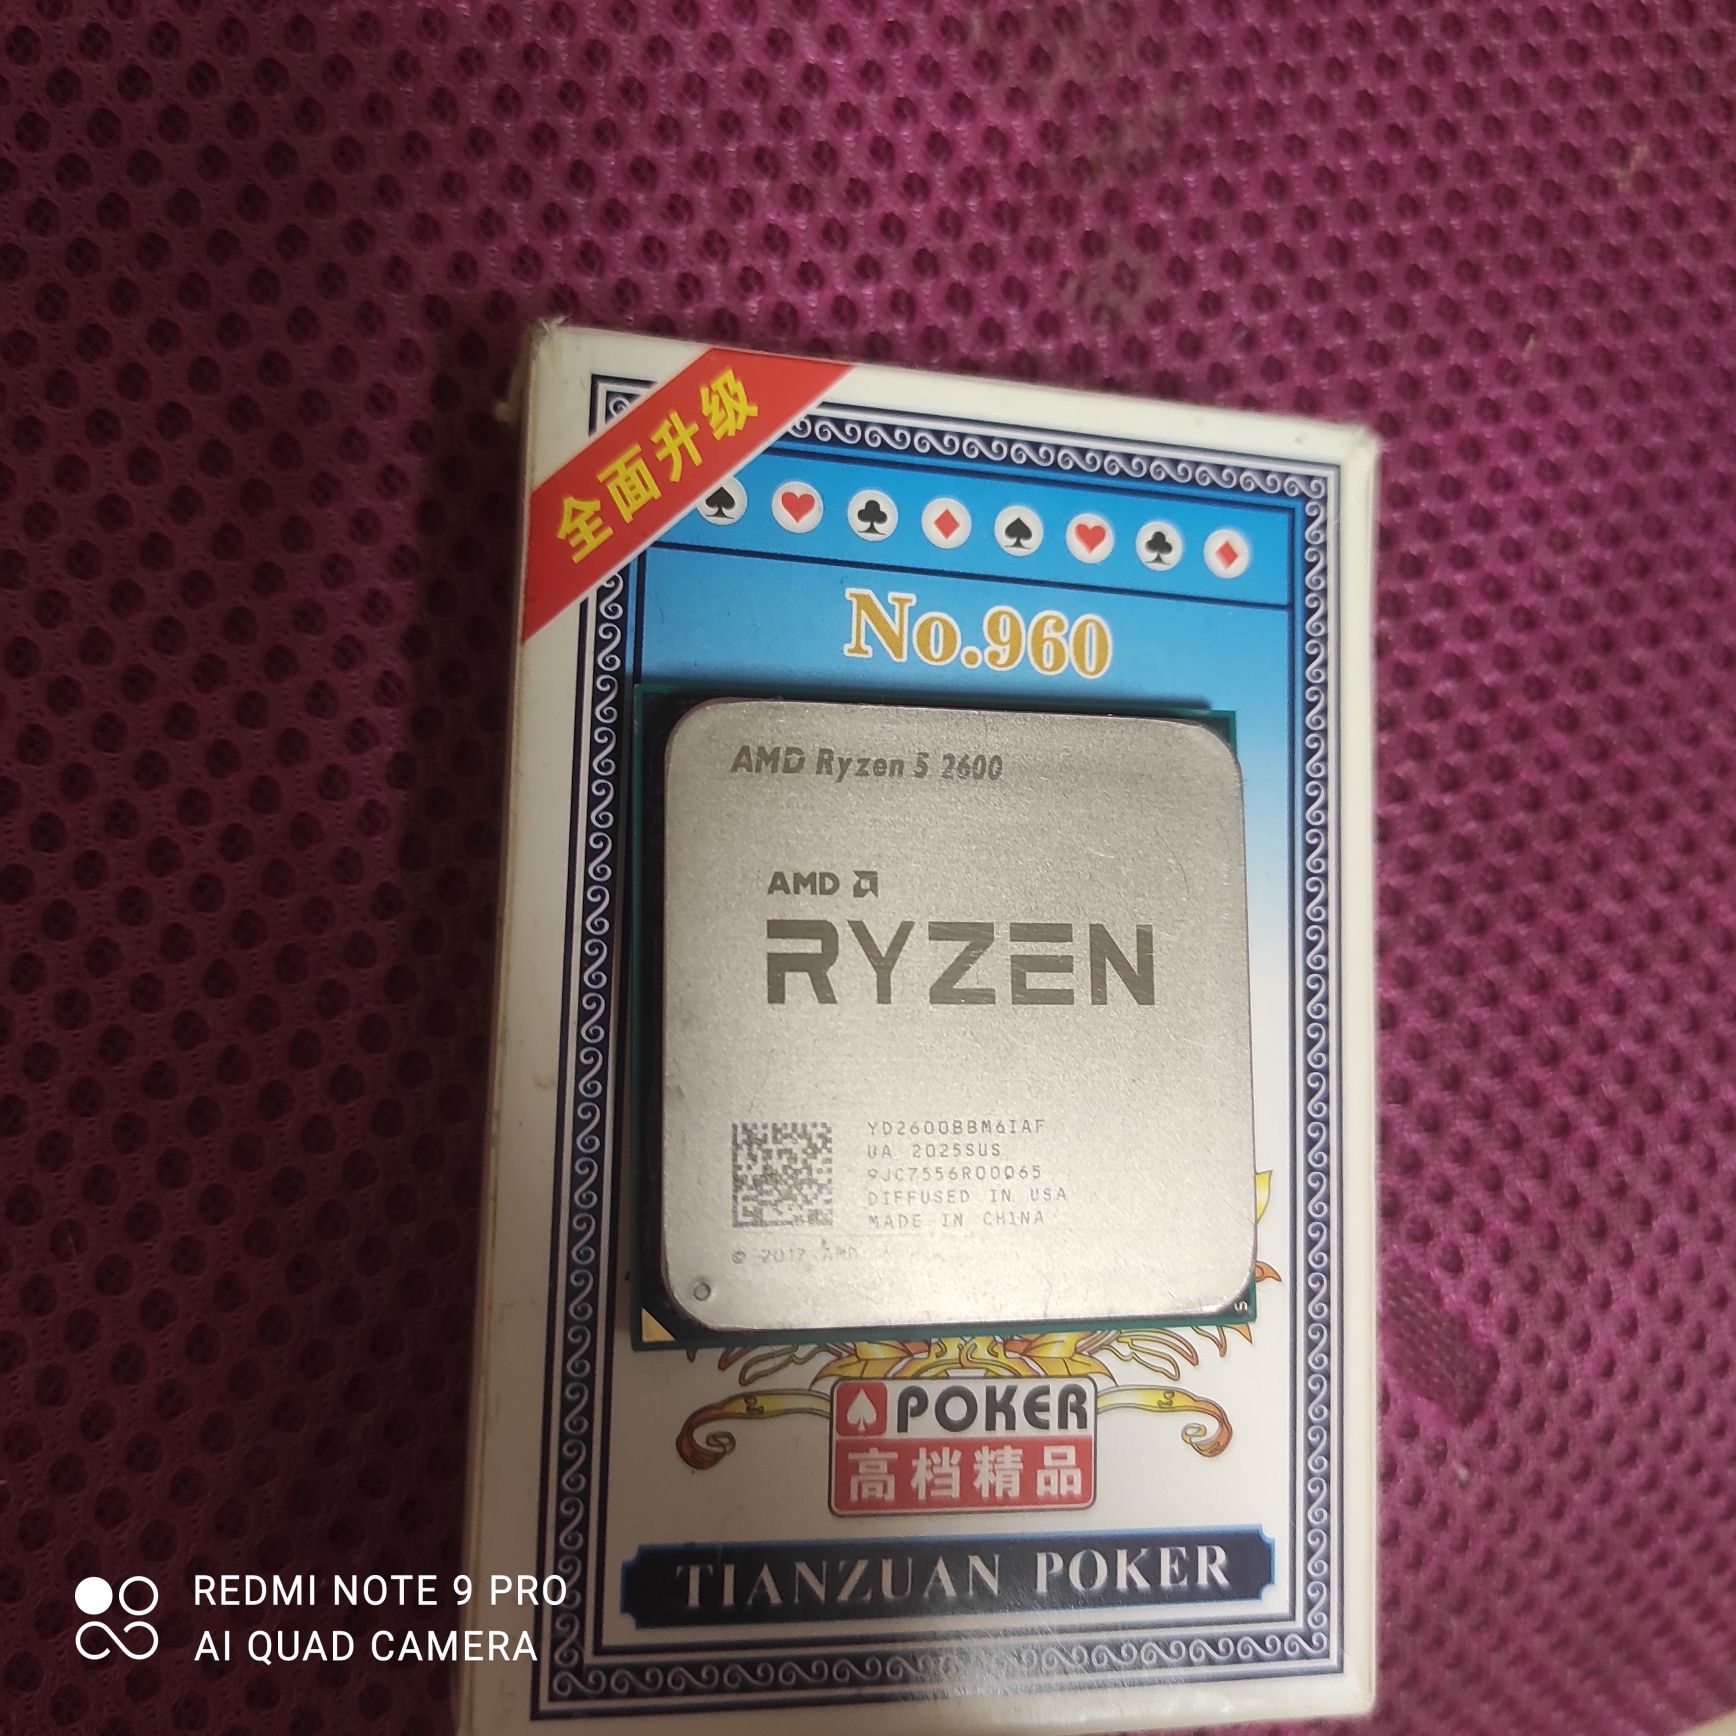 全面升级
No.960
AMD Ryzen 5 2600
AMD
RYZEN
YD2600BBM6IAF
UA 2025SUS
9JC7556R00065
DIFFUSED IN USA
MADE IN CHINA
© 2017 AMD
S
POKER
高档精品
TIANZUAN POKER
REDMI NOTE 9 PRO
AI QUAD CAMERA